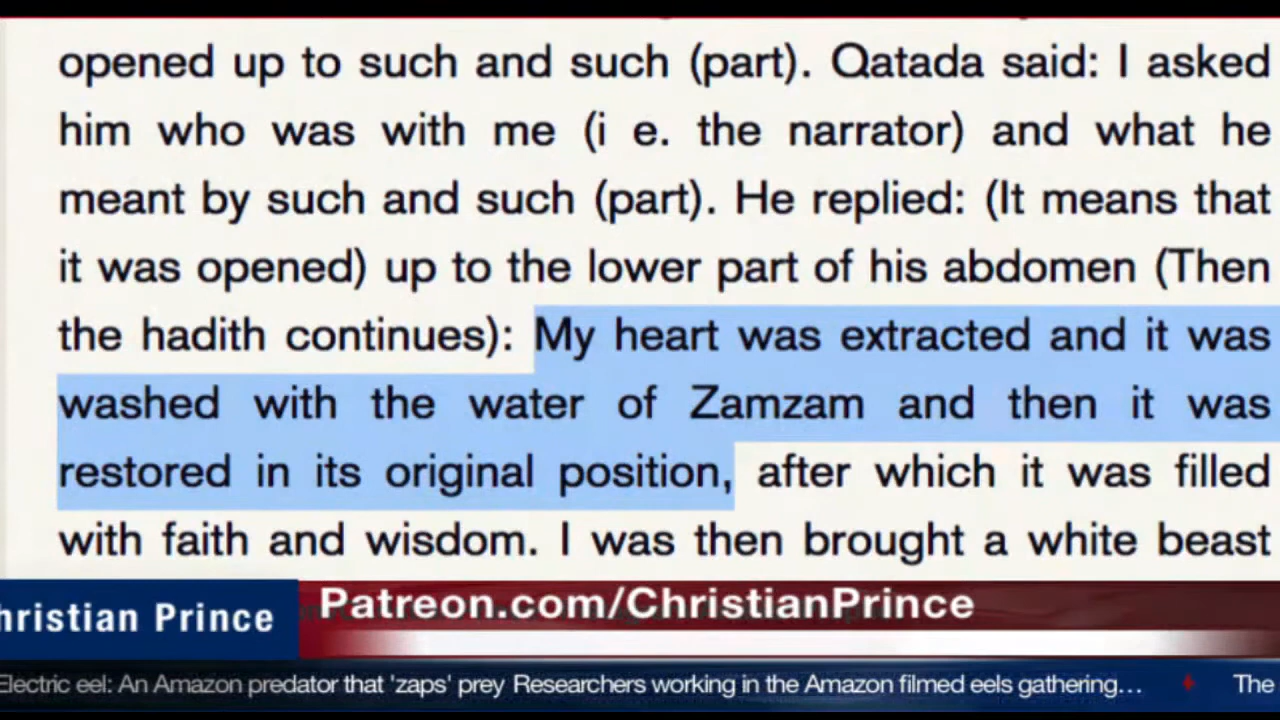 opened up to such and such (part). Qatada said: I asked
him who was with me (i e. the narrator) and what he
meant by such and such (part). He replied: (It means that
it was opened) up to the lower part of his abdomen (Then
the hadith continues): My heart was extracted and it was
washed with the water of Zamzam and then it was
restored in its original position, after which it was filled
with faith and wisdom. I was then brought a white beast
hristian Prince
Patreon.com/ChristianPrince
Electric eel: An Amazon predator that 'zaps' prey Researchers working in the Amazon filmed eels gathering... The